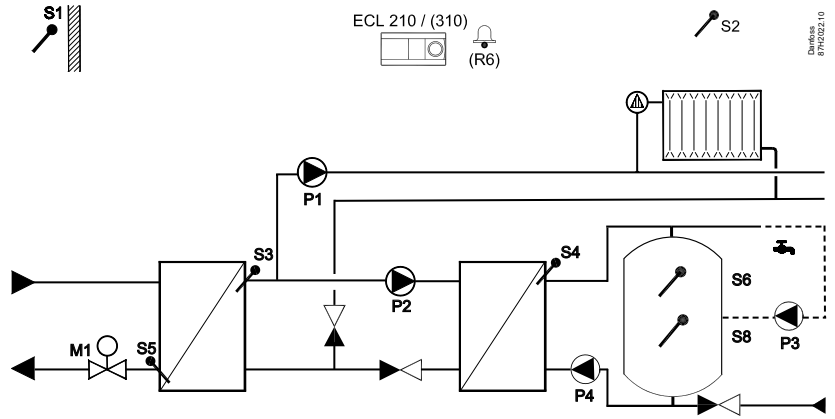 S1
ECL 210 / (310)
(R6)
S2
Danfoss
87H2022.10
P1
S3
S4
P2
S6
S8
P3
M1
S5
P4